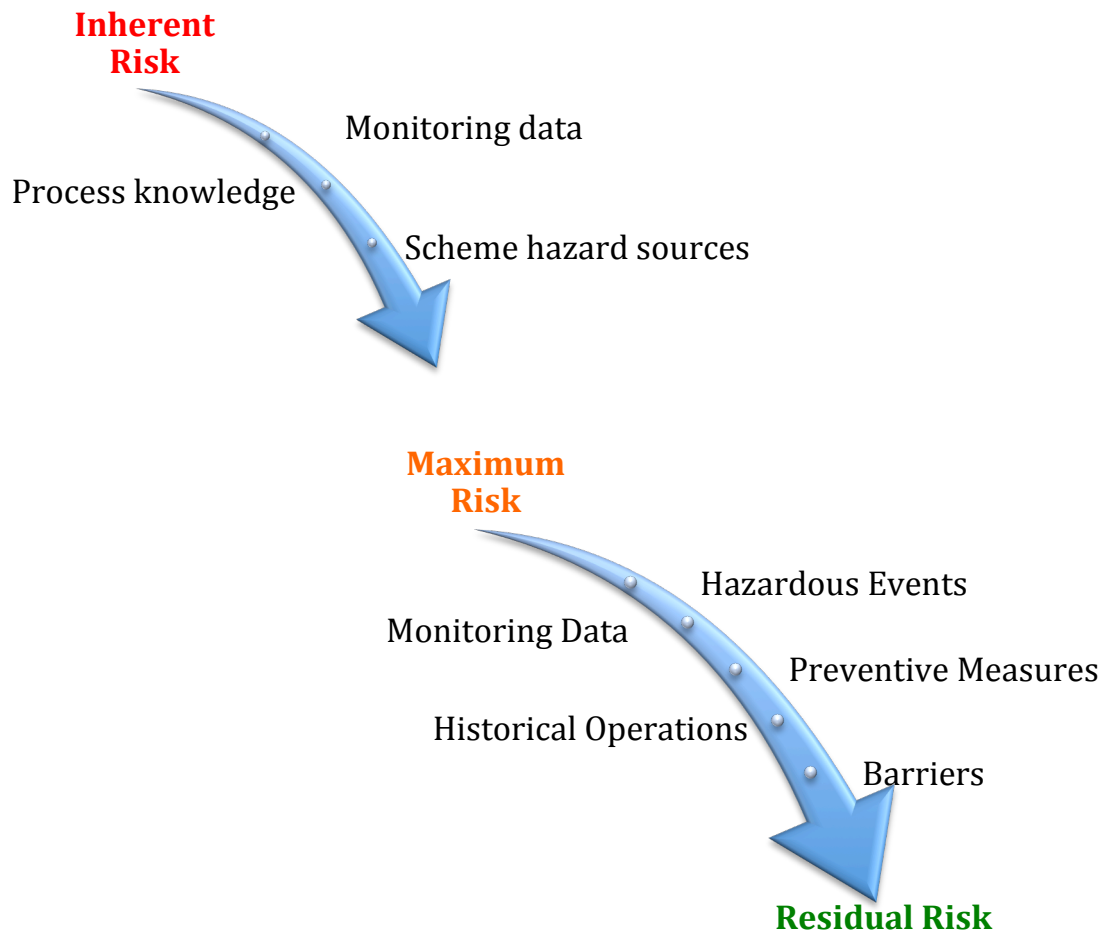 Inherent
Risk
Monitoring data
Process knowledge
Scheme hazard sources
Maximum
Risk
Hazardous Events
Monitoring Data
Preventive Measures
Historical Operations
Barriers
Residual Risk